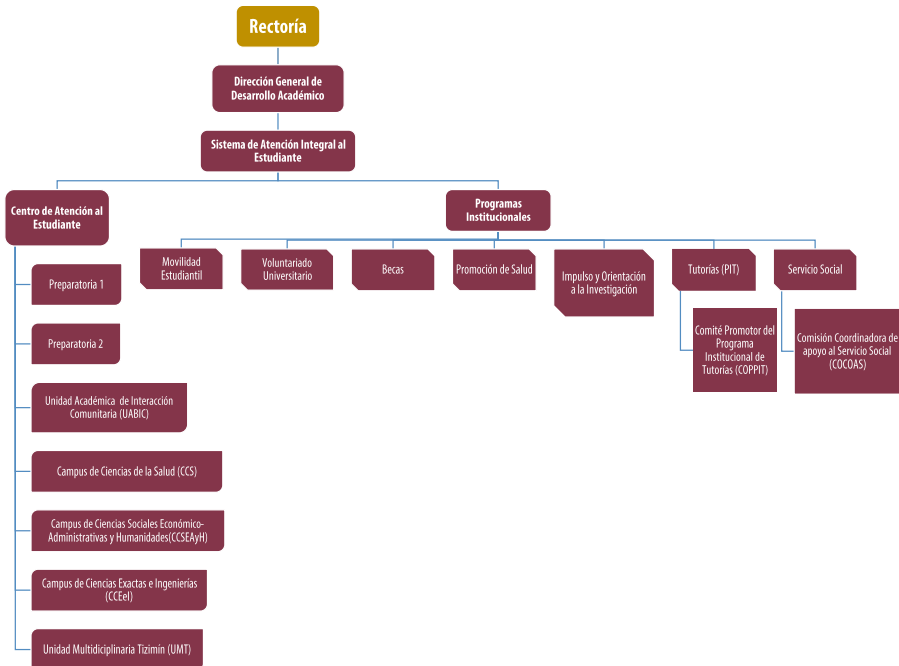 Rectoría
Dirección General de
Desarrollo Académico
Sistema de Atención Integral al
Estudiante
Centro de Atención al
Estudiante
Programas
Institucionales
Movilidad
Estudiantil
Voluntariado
Universitario
Becas
Promoción de Salud
Impulso y Orientación
a la Investigación
Tutorías (PIT)
Servicio Social
Comité Promotor del
Programa
Institucional de
Tutorías (COPPIT)
Comisión Coordinadora de
apoyo al Servicio Social
(COCOAS)
Preparatoria 1
Preparatoria 2
Unidad Académica de Interacción
Comunitaria (UABIC)
Campus de Ciencias de la Salud (CCS)
Campus de Ciencias Sociales Económico-
Administrativas y Humanidades(CCSEAyH)
Campus de Ciencias Exactas e Ingenierías
(CCEeI)
Unidad Multidiciplinaria Tizimín (UMT)